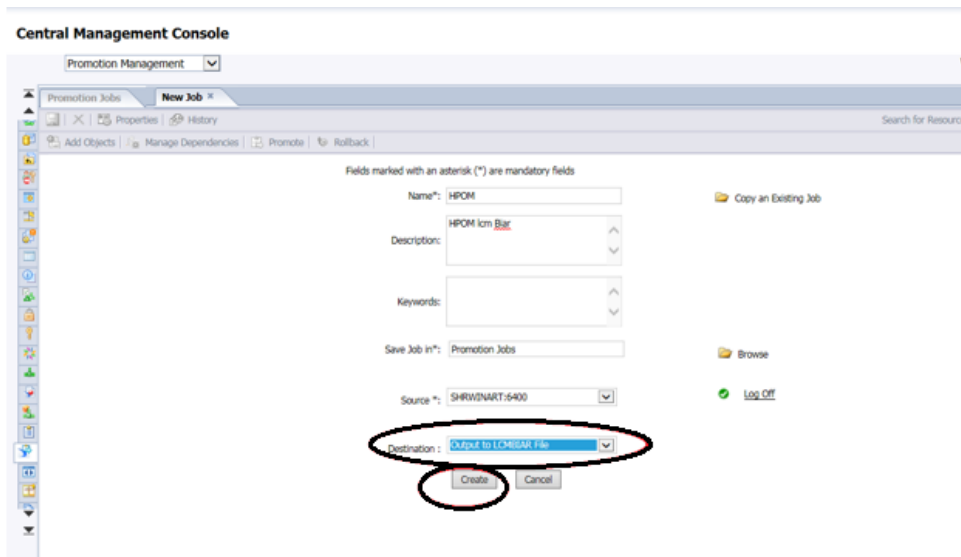 Central Management Console
Promotion Management
Promotion Jobs New Job
Properties History Search for Resourc
Add Objects Manage Dependencies Promote Rollback
Fields marked with an asterisk (*) are mandatory fields
Name*: HPOM Copy an Existing Job
Description: HPOM lcm Biar
Keywords:
Save Job in*: Promotion Jobs Browse
Source *: SHRWINART:6400 Log Off
Destination : Output to LCMBIAR File
Create Cancel